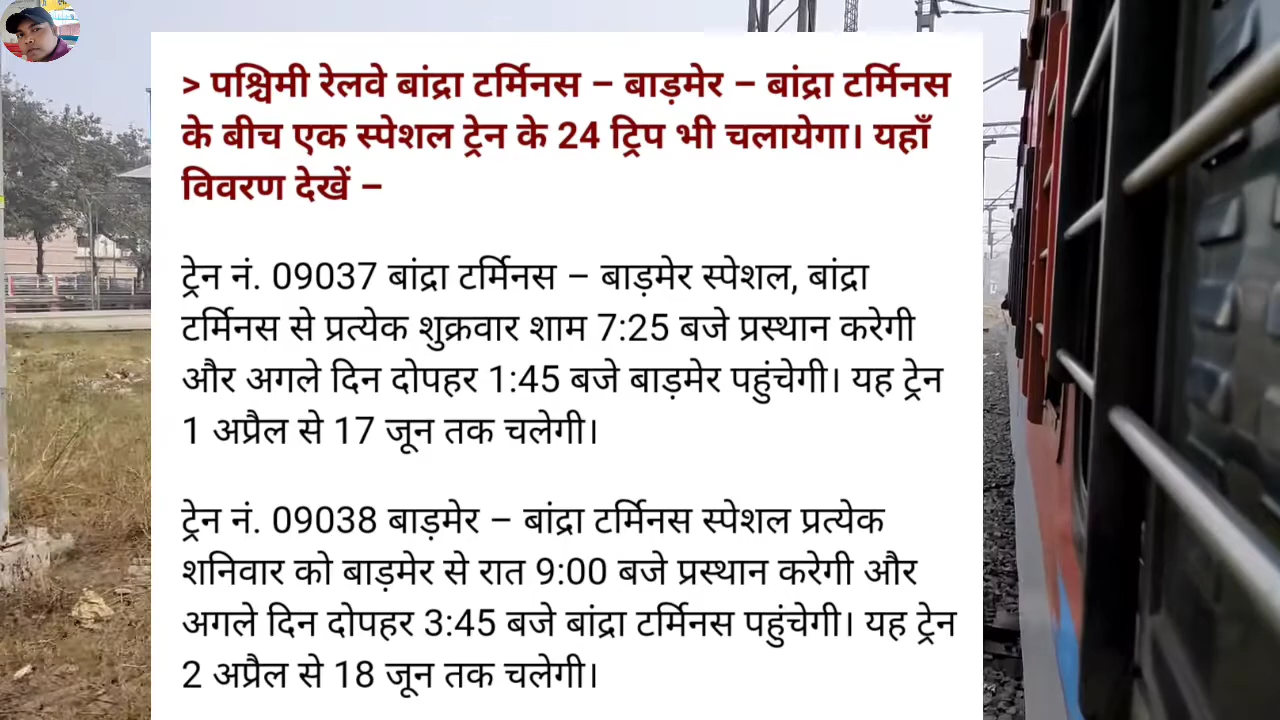 > पश्चिमी रेलवे बांद्रा टर्मिनस – बाड़मेर – बांद्रा टर्मिनस
के बीच एक स्पेशल ट्रेन के 24 ट्रिप भी चलायेगा। यहाँ
विवरण देखें –
ट्रेन नं. 09037 बांद्रा टर्मिनस – बाड़मेर स्पेशल, बांद्रा
टर्मिनस से प्रत्येक शुक्रवार शाम 7:25 बजे प्रस्थान करेगी
और अगले दिन दोपहर 1:45 बजे बाड़मेर पहुंचेगी। यह ट्रेन
1 अप्रैल से 17 जून तक चलेगी।
ट्रेन नं. 09038 बाड़मेर – बांद्रा टर्मिनस स्पेशल प्रत्येक
शनिवार को बाड़मेर से रात 9:00 बजे प्रस्थान करेगी और
अगले दिन दोपहर 3:45 बजे बांद्रा टर्मिनस पहुंचेगी। यह ट्रेन
2 अप्रैल से 18 जून तक चलेगी।